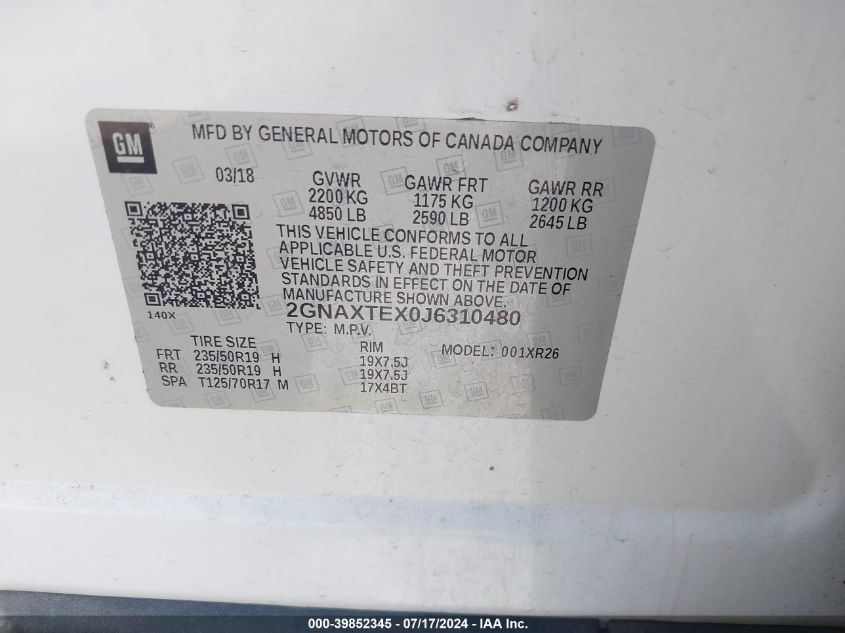 GM
MFD BY GENERAL MOTORS OF CANADA COMPANY
03/18
GVWR GAWR FRT GAWR RR
2200 KG 1175 KG 1200 KG
4850 LB 2590 LB 2645 LB
THIS VEHICLE CONFORMS TO ALL
APPLICABLE U.S. FEDERAL MOTOR
VEHICLE SAFETY AND THEFT PREVENTION
STANDARDS IN EFFECT ON THE DATE OF
MANUFACTURE SHOWN ABOVE.
2GNAXTEX0J6310480
140X
TYPE: M.P.V.
MODEL: 001XR26
TIRE SIZE RIM
FRT 235/50R19 H 19X7.5J
RR 235/50R19 H 19X7.5J
SPA T125/70R17 M 17X4BT
000-39852345 - 07/17/2024 - IAAI Inc.